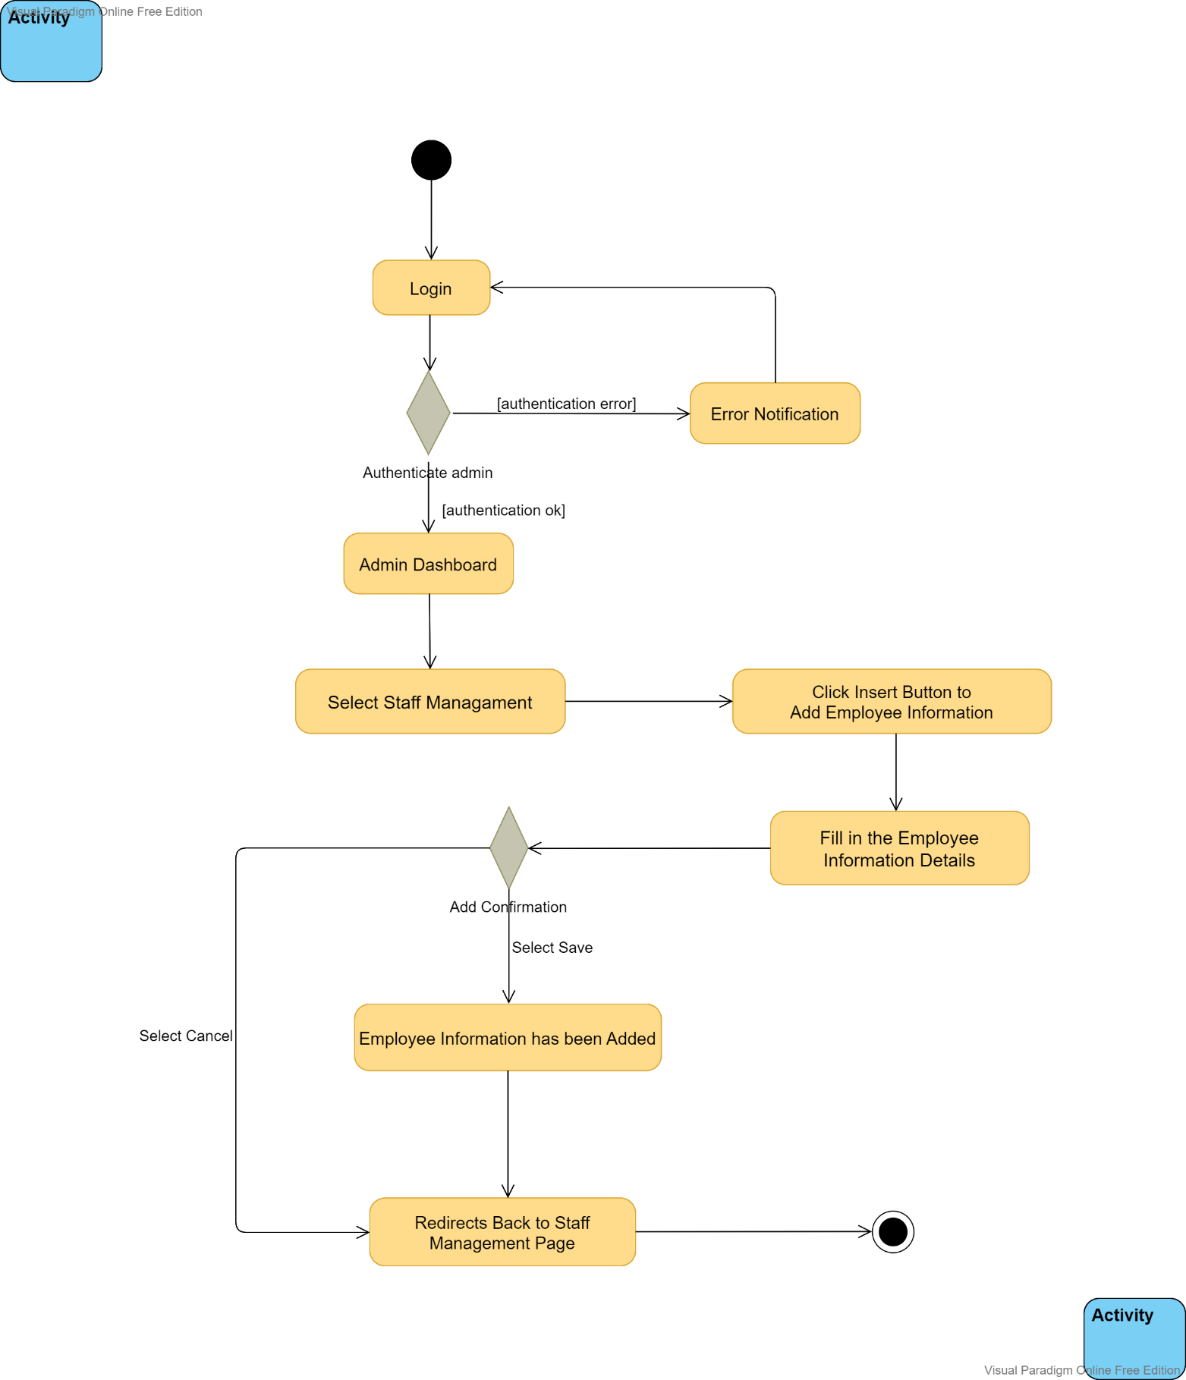 Activity
Visual Paradigm Online Free Edition
Login
[authentication error]
Error Notification
Authenticate admin
[authentication ok]
Admin Dashboard
Select Staff Managament
Click Insert Button to
Add Employee Information
Fill in the Employee
Information Details
Add Confirmation
Select Save
Select Cancel
Employee Information has been Added
Redirects Back to Staff
Management Page
Activity
Visual Paradigm Online Free Edition